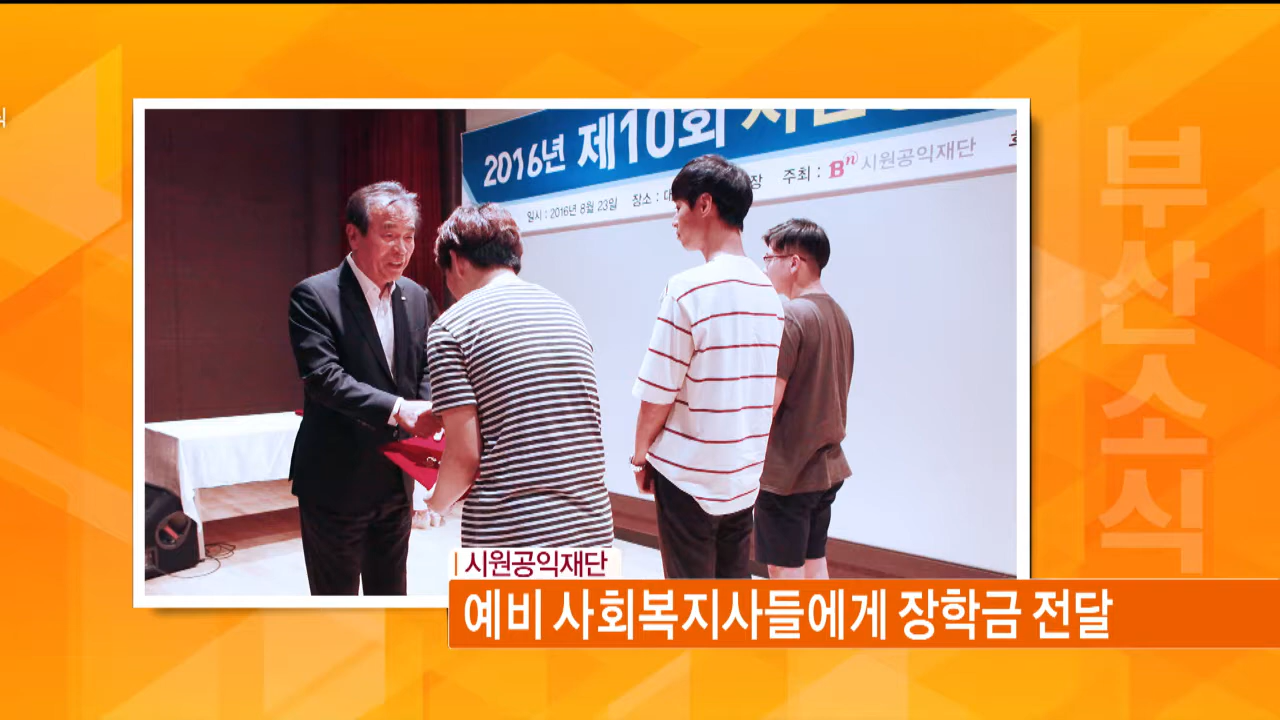 2016년 제10회
일시 : 2016년 8월 23일 장소 : 주최 : Bn 시원공익재단
부산소식
시원공익재단
예비 사회복지사들에게 장학금 전달